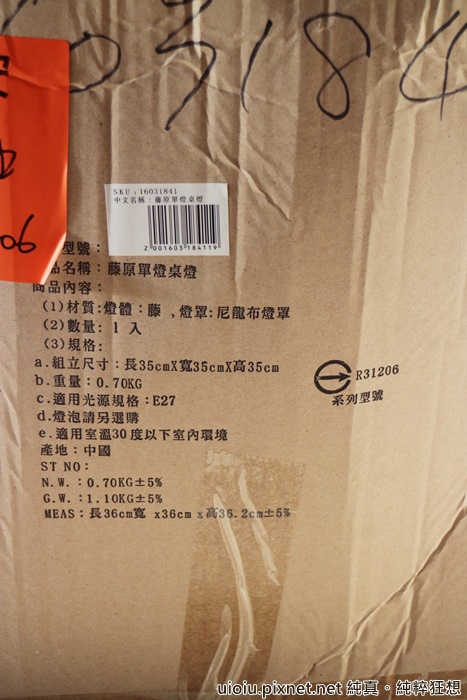 0 3184
06
SKU:16031841
中文名稱:藤原單燈桌燈
2 001603 184119
型號:
品名稱:藤原單燈桌燈
商品內容:
(1)材質:燈體:藤 ,燈罩:尼龍布燈罩
(2)數量:1入
(3)規格:
a.組立尺寸:長35cmX寬35cmX高35cm
b.重量:0.70KG
c.適用光源規格:E27
d.燈泡請另選購
e.適用室溫30度以下室內環境
產地:中國
ST NO:
N.W.:0.70KG±5%
G.W.:1.10KG±5%
MEAS:長36cm寬 x36cm x高36.2cm±5%
R31206
系列型號
uioiu.pixnet.net 純真。純粹狂想